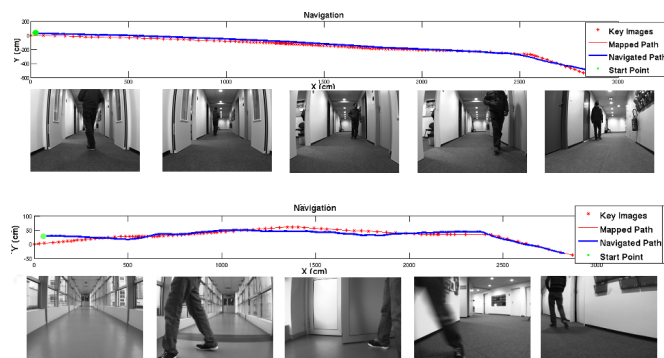 Navigation
200
0
-200
-400
-600
Y (cm)
0
500
1000
1500
2000
2500
3000
X (cm)
Key Images
Mapped Path
Navigated Path
Start Point
Navigation
100
50
0
-50
Y (cm)
0
500
1000
1500
2000
2500
3000
X (cm)
Key Images
Mapped Path
Navigated Path
Start Point